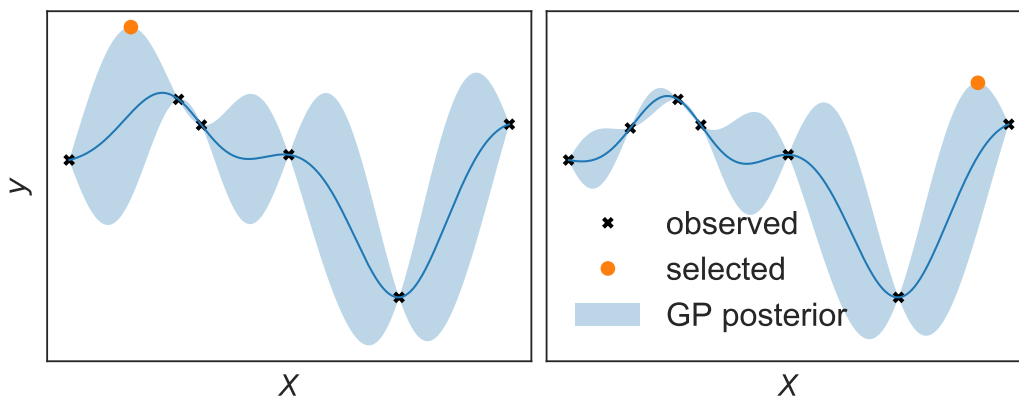 y
X
X
observed
selected
GP posterior